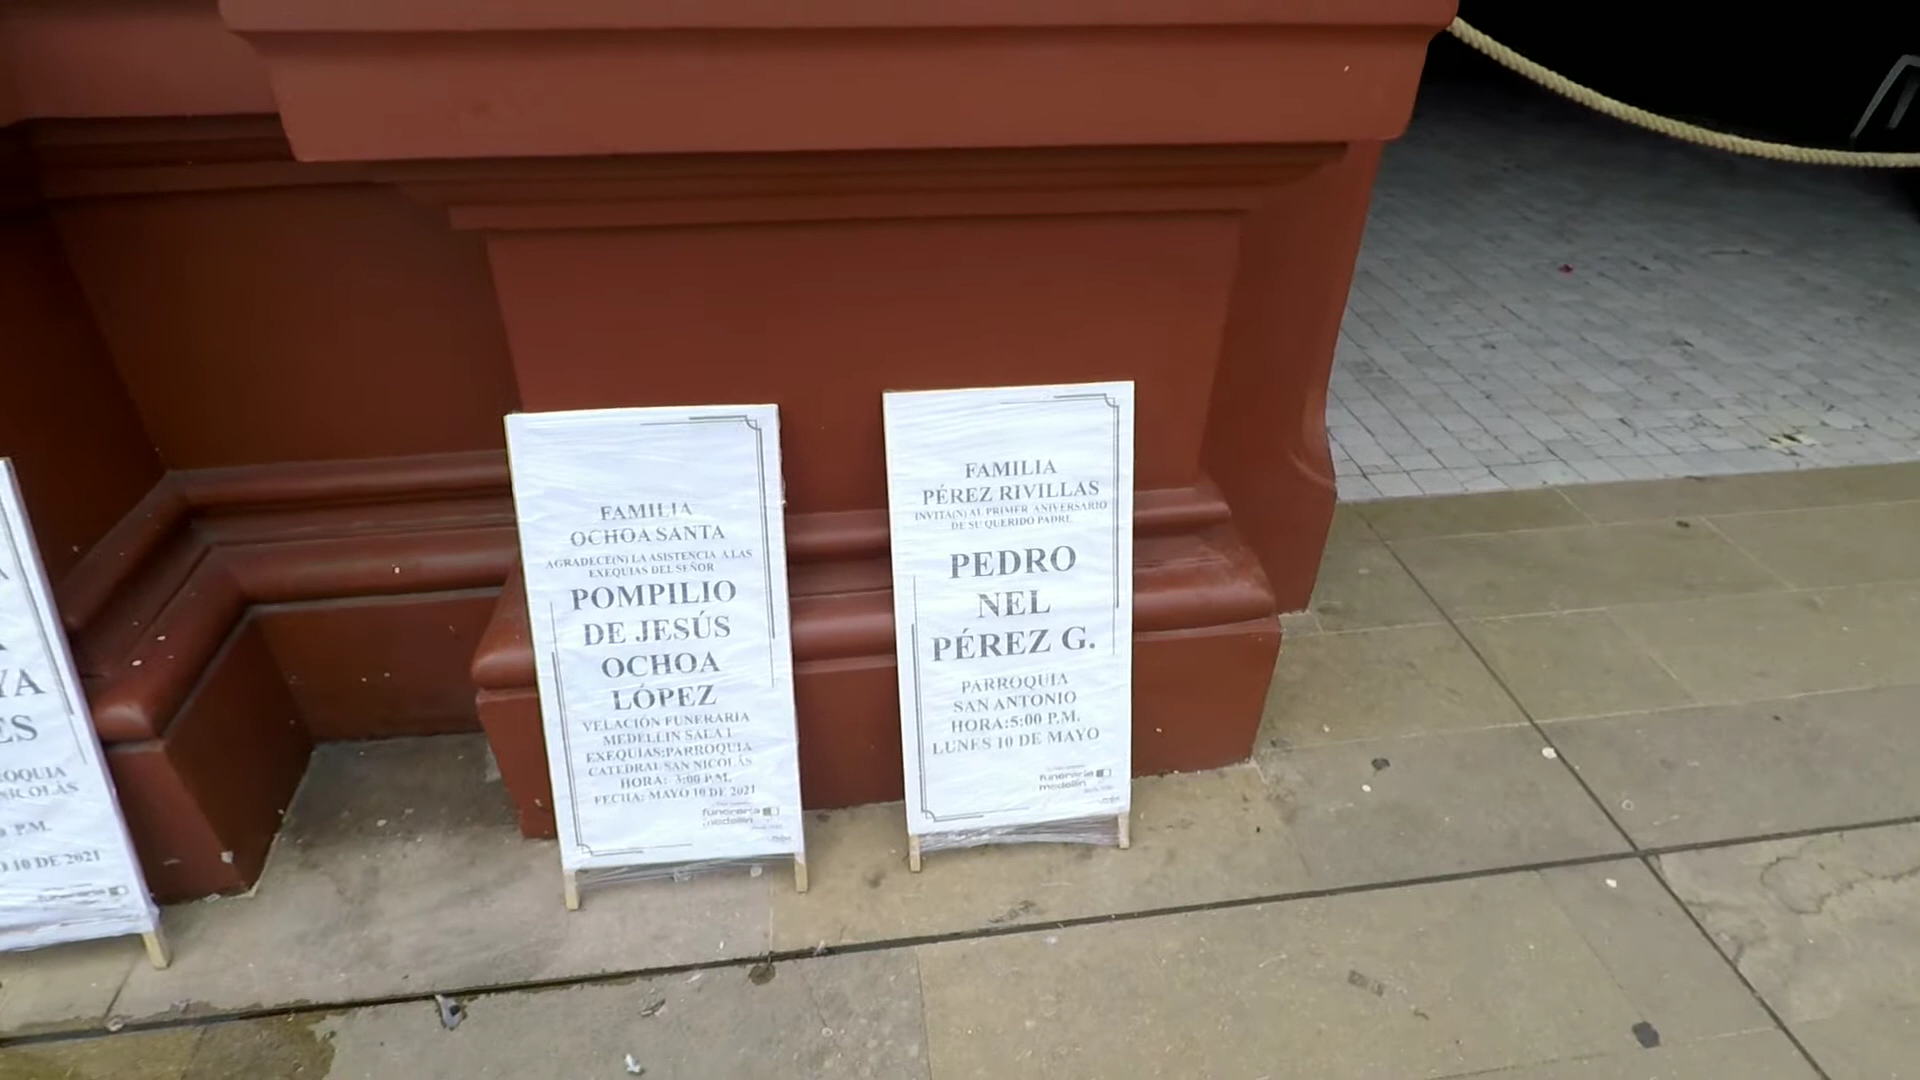 YA
ES
P.M.
10 DE 2021
FAMILIA
OCHOA SANTA
AGRADECE(N) LA ASISTENCIA A LAS
EXEQUIAS DEL SEÑOR
POMPILIO
DE JESÚS
OCHOA
LÓPEZ
VELACIÓN FUNERARIA
MEDELLIN SALA 1
EXEQUIAS:PARROQUIA
CATEDRAL SAN NICOLÁS
HORA: 3:00 P.M.
FECHA: MAYO 10 DE 2021
funeraria
medellín
FAMILIA
PÉREZ RIVILLAS
INVITA(N) AL PRIMER ANIVERSARIO
DE SU QUERIDO PADRE
PEDRO
NEL
PÉREZ G.
PARROQUIA
SAN ANTONIO
HORA:5:00 P.M.
LUNES 10 DE MAYO
funeraria
medellín